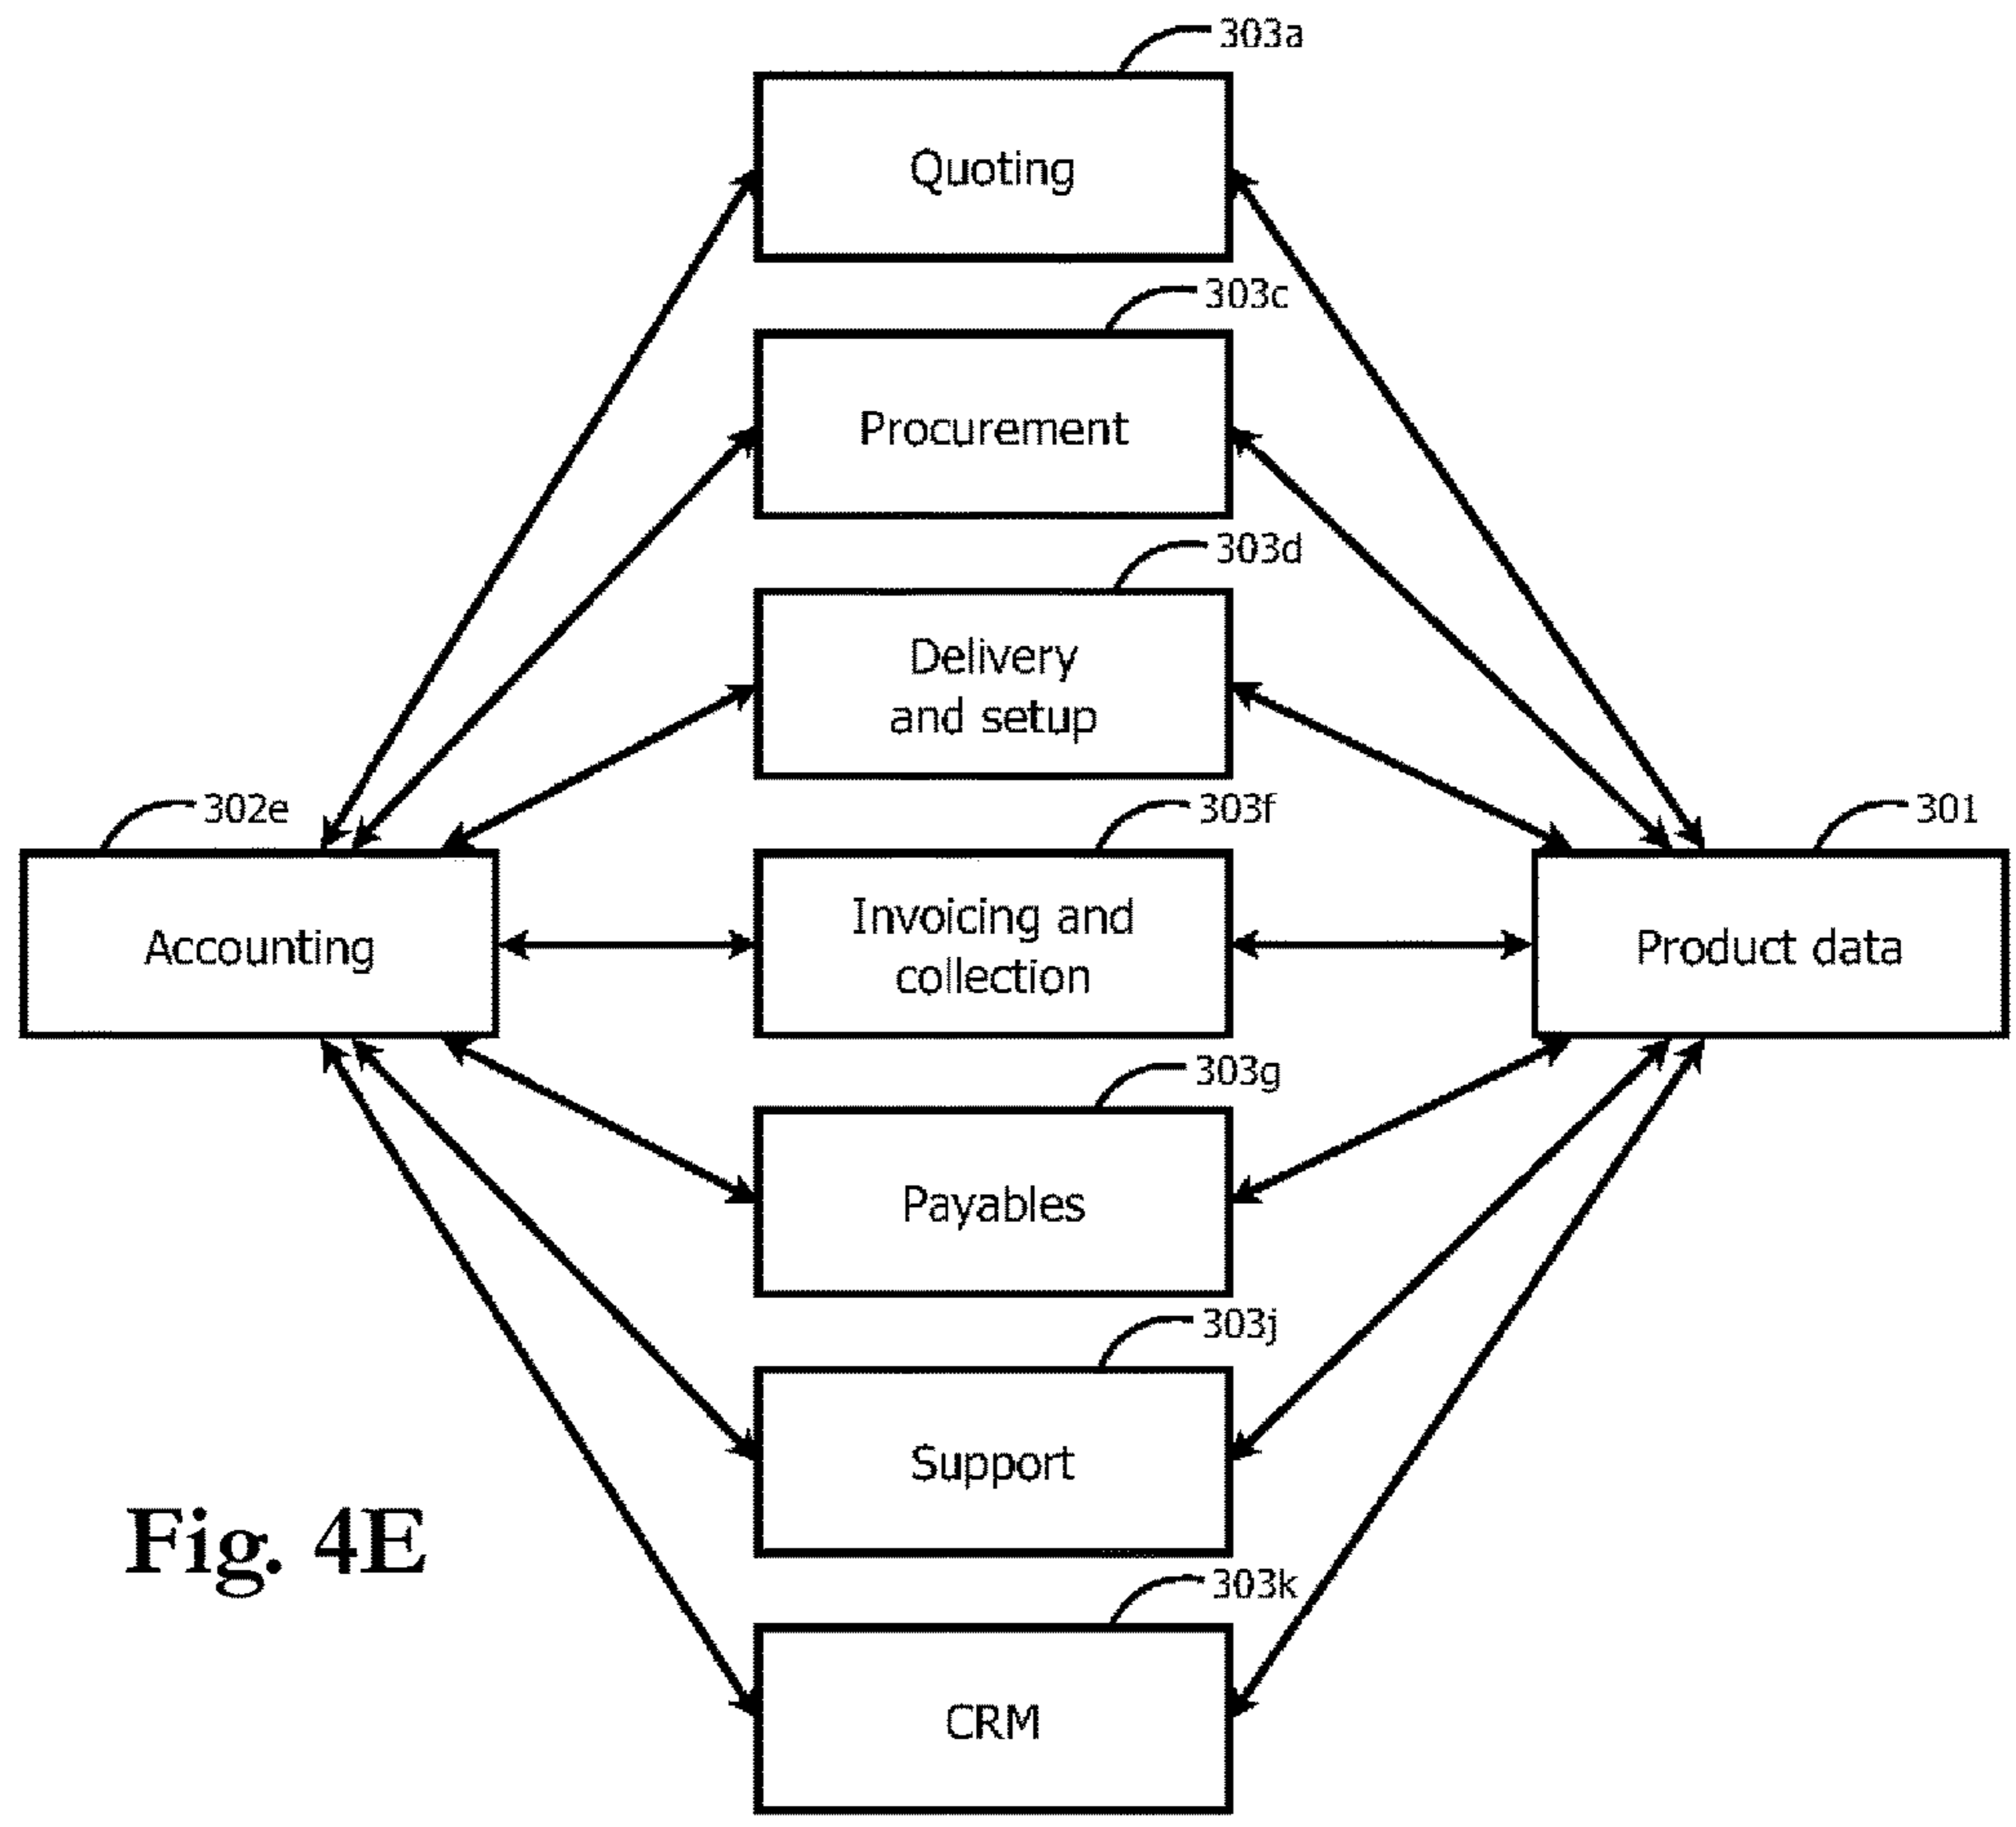 303a
Quoting
303c
Procurement
303d
Delivery
and setup
302e
Accounting
303f
Invoicing and
collection
301
Product data
303g
Payables
303j
Support
303k
CRM
Fig. 4E